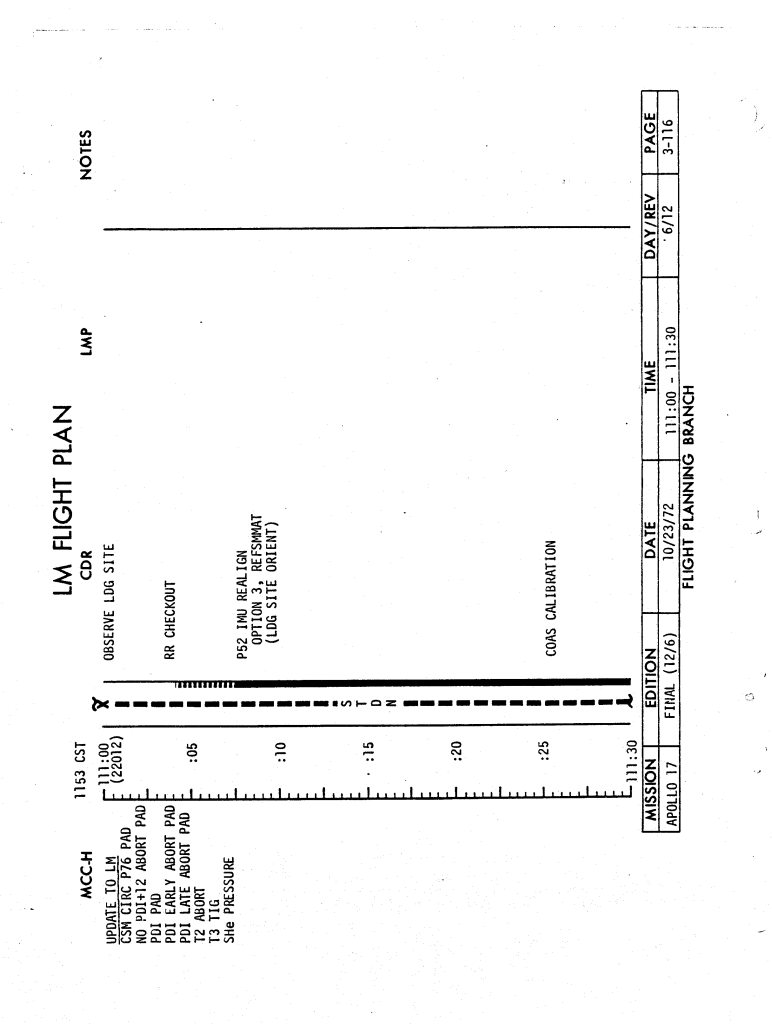 LM FLIGHT PLAN
MCC-H
1153 CST
CDR
LMP
NOTES
UPDATE TO LM
CSM CIRC P76 PAD
NO PDI+12 ABORT PAD
PDI PAD
PDI EARLY ABORT PAD
PDI LATE ABORT PAD
T2 ABORT
T3 TIG
SHe PRESSURE
111:00
(22012)
:05
:10
:15
:20
:25
111:30
STDN
OBSERVE LDG SITE
RR CHECKOUT
P52 IMU REALIGN
OPTION 3, REFSMMAT
(LDG SITE ORIENT)
COAS CALIBRATION
MISSION EDITION DATE TIME DAY/REV PAGE
APOLLO 17 FINAL (12/6) 10/23/72 111:00 - 111:30 6/12 3-116
FLIGHT PLANNING BRANCH